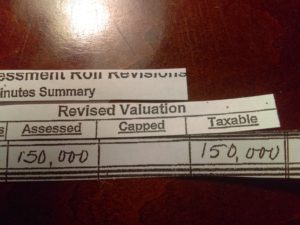 essment Roll Revisions
inutes Summary
Revised Valuation
s Assessed Capped Taxable
150,000 150,000